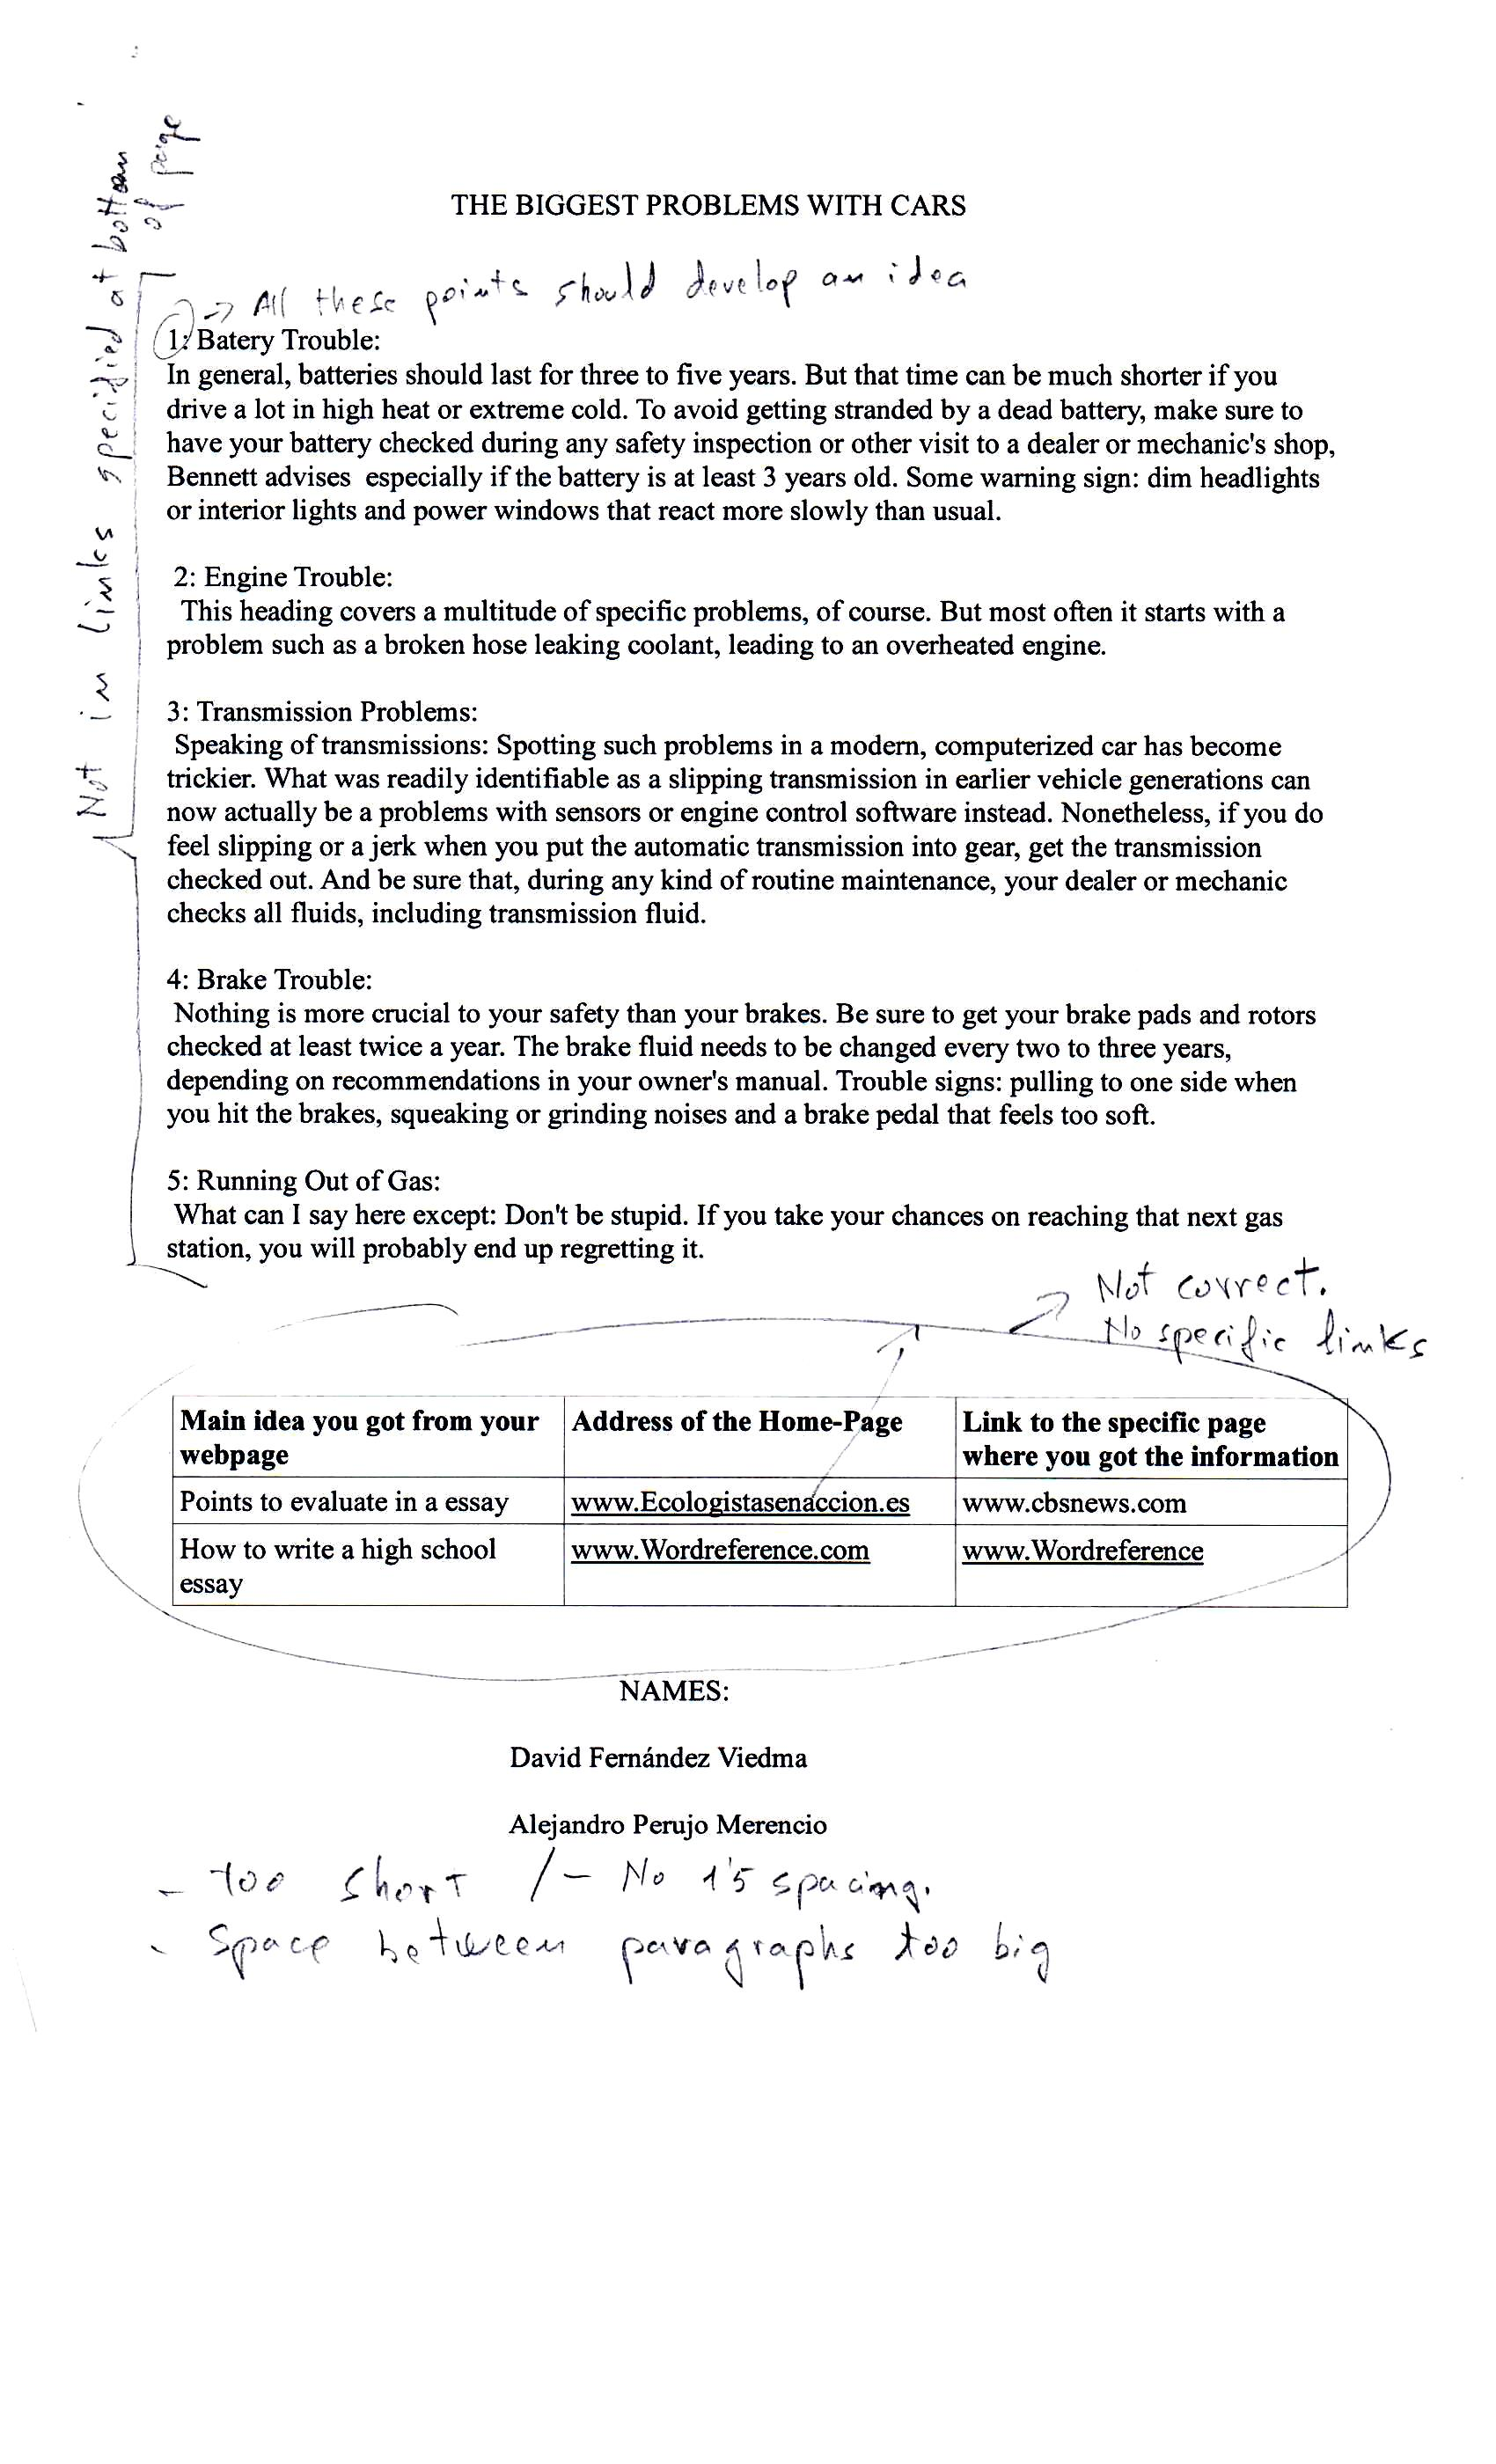 Not in links specified at bottom
of page
THE BIGGEST PROBLEMS WITH CARS
-> All these points should develop an idea
1: Batery Trouble:
In general, batteries should last for three to five years. But that time can be much shorter if you
drive a lot in high heat or extreme cold. To avoid getting stranded by a dead battery, make sure to
have your battery checked during any safety inspection or other visit to a dealer or mechanic's shop,
Bennett advises  especially if the battery is at least 3 years old. Some warning sign: dim headlights
or interior lights and power windows that react more slowly than usual.
2: Engine Trouble:
This heading covers a multitude of specific problems, of course. But most often it starts with a
problem such as a broken hose leaking coolant, leading to an overheated engine.
3: Transmission Problems:
Speaking of transmissions: Spotting such problems in a modern, computerized car has become
trickier. What was readily identifiable as a slipping transmission in earlier vehicle generations can
now actually be a problems with sensors or engine control software instead. Nonetheless, if you do
feel slipping or a jerk when you put the automatic transmission into gear, get the transmission
checked out. And be sure that, during any kind of routine maintenance, your dealer or mechanic
checks all fluids, including transmission fluid.
4: Brake Trouble:
Nothing is more crucial to your safety than your brakes. Be sure to get your brake pads and rotors
checked at least twice a year. The brake fluid needs to be changed every two to three years,
depending on recommendations in your owner's manual. Trouble signs: pulling to one side when
you hit the brakes, squeaking or grinding noises and a brake pedal that feels too soft.
5: Running Out of Gas:
What can I say here except: Don't be stupid. If you take your chances on reaching that next gas
station, you will probably end up regretting it.
-> Not correct.
No specific links
Main idea you got from your
webpage
Address of the Home-Page
Link to the specific page
where you got the information
Points to evaluate in a essay
www.Ecologistasenaccion.es
www.cbsnews.com
How to write a high school
essay
www.Wordreference.com
www.Wordreference
NAMES:
David Fernández Viedma
Alejandro Perujo Merencio
- too short /- No 1'5 spacing.
- Space between paragraphs too big